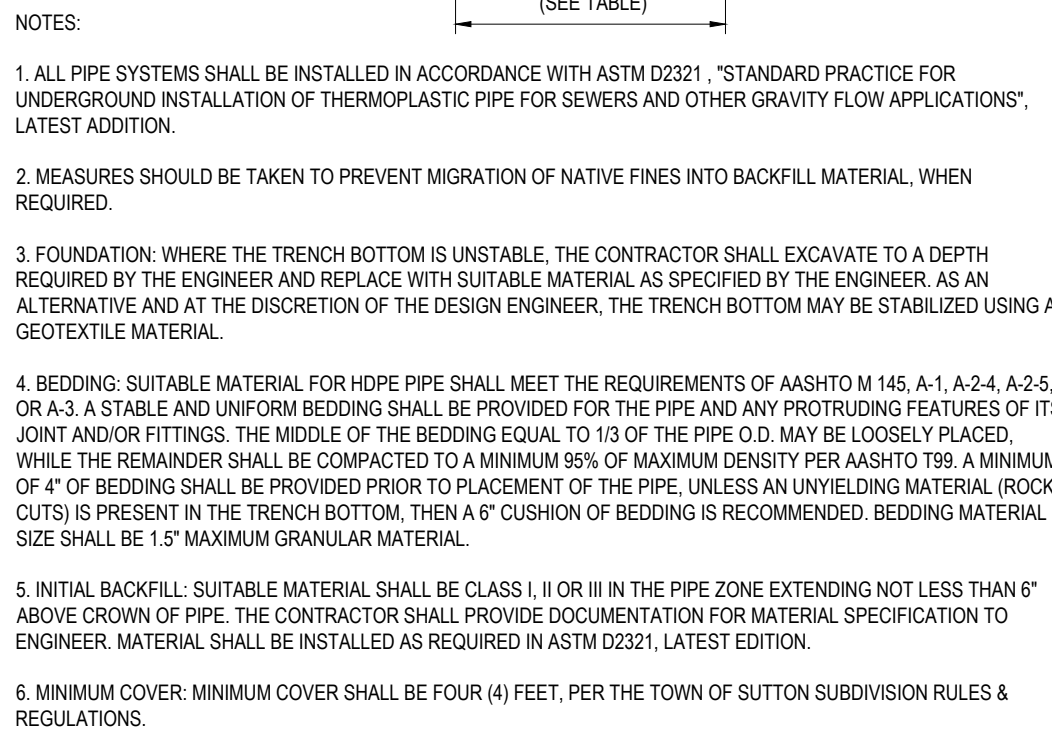 (SEE TABLE)
NOTES:
1. ALL PIPE SYSTEMS SHALL BE INSTALLED IN ACCORDANCE WITH ASTM D2321 , "STANDARD PRACTICE FOR
UNDERGROUND INSTALLATION OF THERMOPLASTIC PIPE FOR SEWERS AND OTHER GRAVITY FLOW APPLICATIONS",
LATEST ADDITION.
2. MEASURES SHOULD BE TAKEN TO PREVENT MIGRATION OF NATIVE FINES INTO BACKFILL MATERIAL, WHEN
REQUIRED.
3. FOUNDATION: WHERE THE TRENCH BOTTOM IS UNSTABLE, THE CONTRACTOR SHALL EXCAVATE TO A DEPTH
REQUIRED BY THE ENGINEER AND REPLACE WITH SUITABLE MATERIAL AS SPECIFIED BY THE ENGINEER. AS AN
ALTERNATIVE AND AT THE DISCRETION OF THE DESIGN ENGINEER, THE TRENCH BOTTOM MAY BE STABILIZED USING A
GEOTEXTILE MATERIAL.
4. BEDDING: SUITABLE MATERIAL FOR HDPE PIPE SHALL MEET THE REQUIREMENTS OF AASHTO M 145, A-1, A-2-4, A-2-5,
OR A-3. A STABLE AND UNIFORM BEDDING SHALL BE PROVIDED FOR THE PIPE AND ANY PROTRUDING FEATURES OF ITS
JOINT AND/OR FITTINGS. THE MIDDLE OF THE BEDDING EQUAL TO 1/3 OF THE PIPE O.D. MAY BE LOOSELY PLACED,
WHILE THE REMAINDER SHALL BE COMPACTED TO A MINIMUM 95% OF MAXIMUM DENSITY PER AASHTO T99. A MINIMUM
OF 4" OF BEDDING SHALL BE PROVIDED PRIOR TO PLACEMENT OF THE PIPE, UNLESS AN UNYIELDING MATERIAL (ROCK
CUTS) IS PRESENT IN THE TRENCH BOTTOM, THEN A 6" CUSHION OF BEDDING IS RECOMMENDED. BEDDING MATERIAL
SIZE SHALL BE 1.5" MAXIMUM GRANULAR MATERIAL.
5. INITIAL BACKFILL: SUITABLE MATERIAL SHALL BE CLASS I, II OR III IN THE PIPE ZONE EXTENDING NOT LESS THAN 6"
ABOVE CROWN OF PIPE. THE CONTRACTOR SHALL PROVIDE DOCUMENTATION FOR MATERIAL SPECIFICATION TO
ENGINEER. MATERIAL SHALL BE INSTALLED AS REQUIRED IN ASTM D2321, LATEST EDITION.
6. MINIMUM COVER: MINIMUM COVER SHALL BE FOUR (4) FEET, PER THE TOWN OF SUTTON SUBDIVISION RULES &
REGULATIONS.